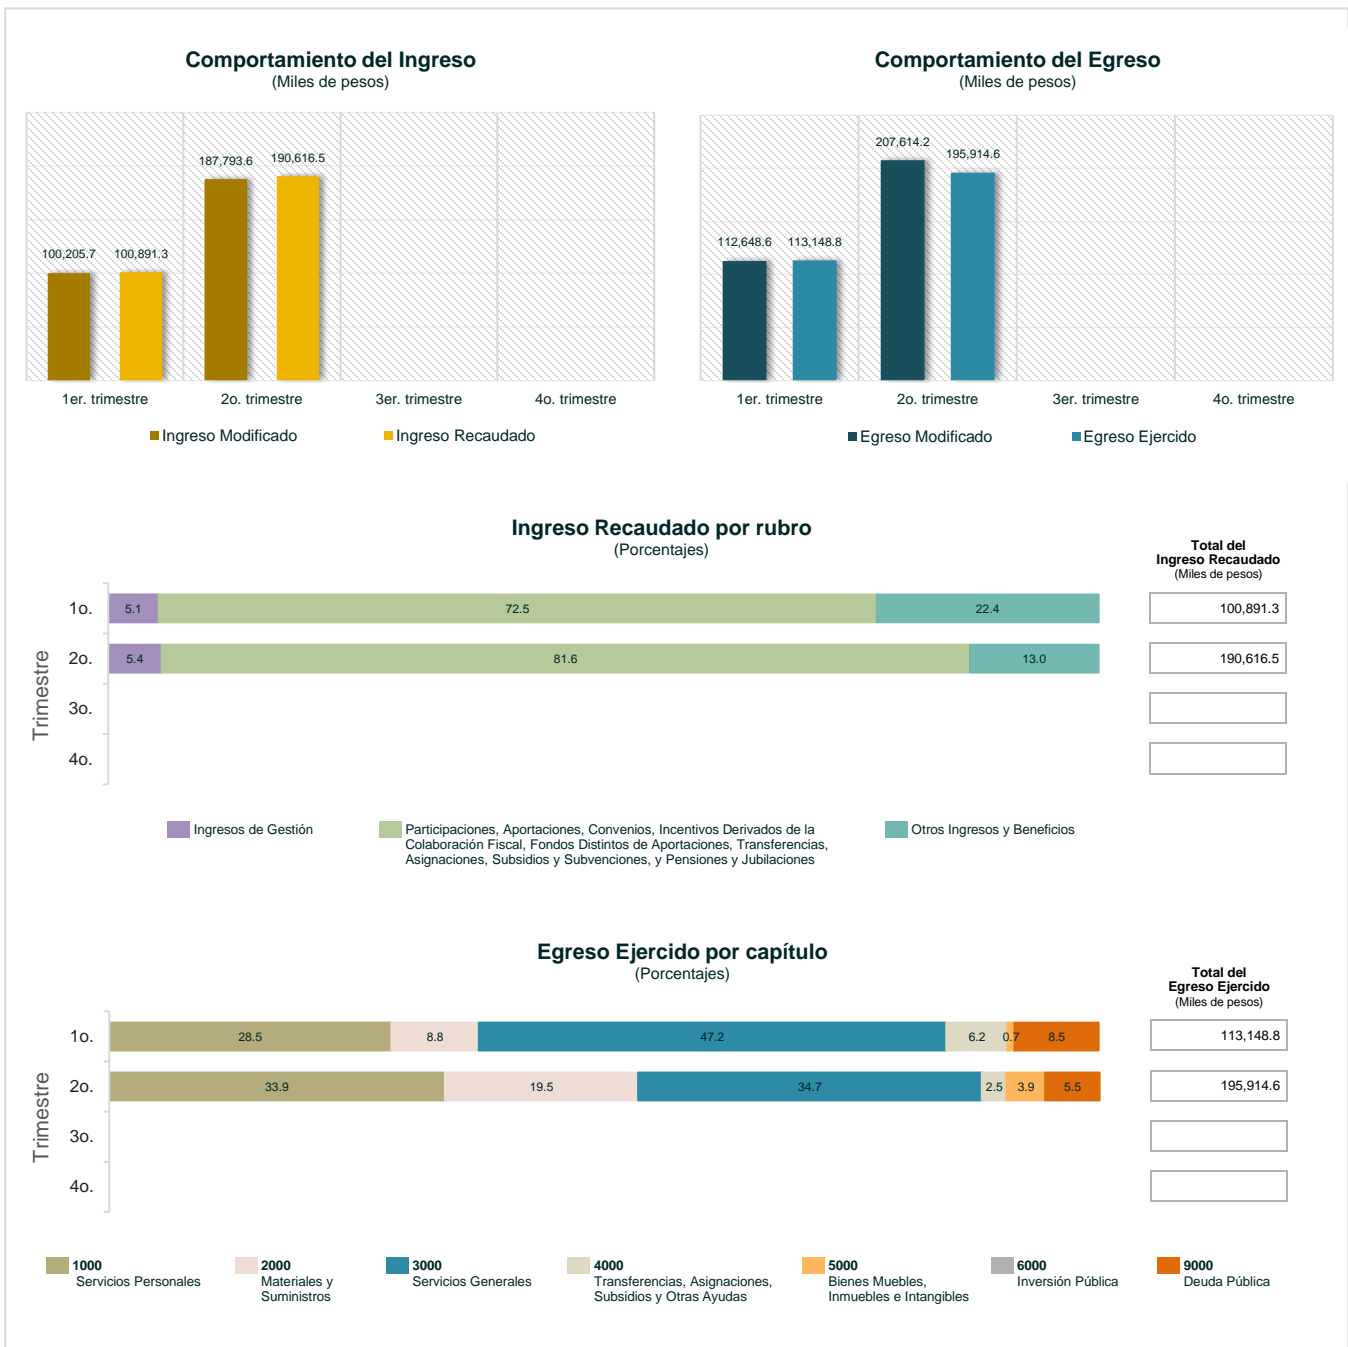 Comportamiento del Ingreso
(Miles de pesos)
100,205.7
100,891.3
187,793.6
190,616.5
1er. trimestre
2o. trimestre
3er. trimestre
4o. trimestre
Ingreso Modificado
Ingreso Recaudado
Comportamiento del Egreso
(Miles de pesos)
112,648.6
113,148.8
207,614.2
195,914.6
1er. trimestre
2o. trimestre
3er. trimestre
4o. trimestre
Egreso Modificado
Egreso Ejercido
Ingreso Recaudado por rubro
(Porcentajes)
Total del
Ingreso Recaudado
(Miles de pesos)
Trimestre
1o.
5.1
72.5
22.4
100,891.3
2o.
5.4
81.6
13.0
190,616.5
3o.
4o.
Ingresos de Gestión
Participaciones, Aportaciones, Convenios, Incentivos Derivados de la
Colaboración Fiscal, Fondos Distintos de Aportaciones, Transferencias,
Asignaciones, Subsidios y Subvenciones, y Pensiones y Jubilaciones
Otros Ingresos y Beneficios
Egreso Ejercido por capítulo
(Porcentajes)
Total del
Egreso Ejercido
(Miles de pesos)
Trimestre
1o.
28.5
8.8
47.2
6.2
0.7
8.5
113,148.8
2o.
33.9
19.5
34.7
2.5
3.9
5.5
195,914.6
3o.
4o.
1000
Servicios Personales
2000
Materiales y
Suministros
3000
Servicios Generales
4000
Transferencias, Asignaciones,
Subsidios y Otras Ayudas
5000
Bienes Muebles,
Inmuebles e Intangibles
6000
Inversión Pública
9000
Deuda Pública